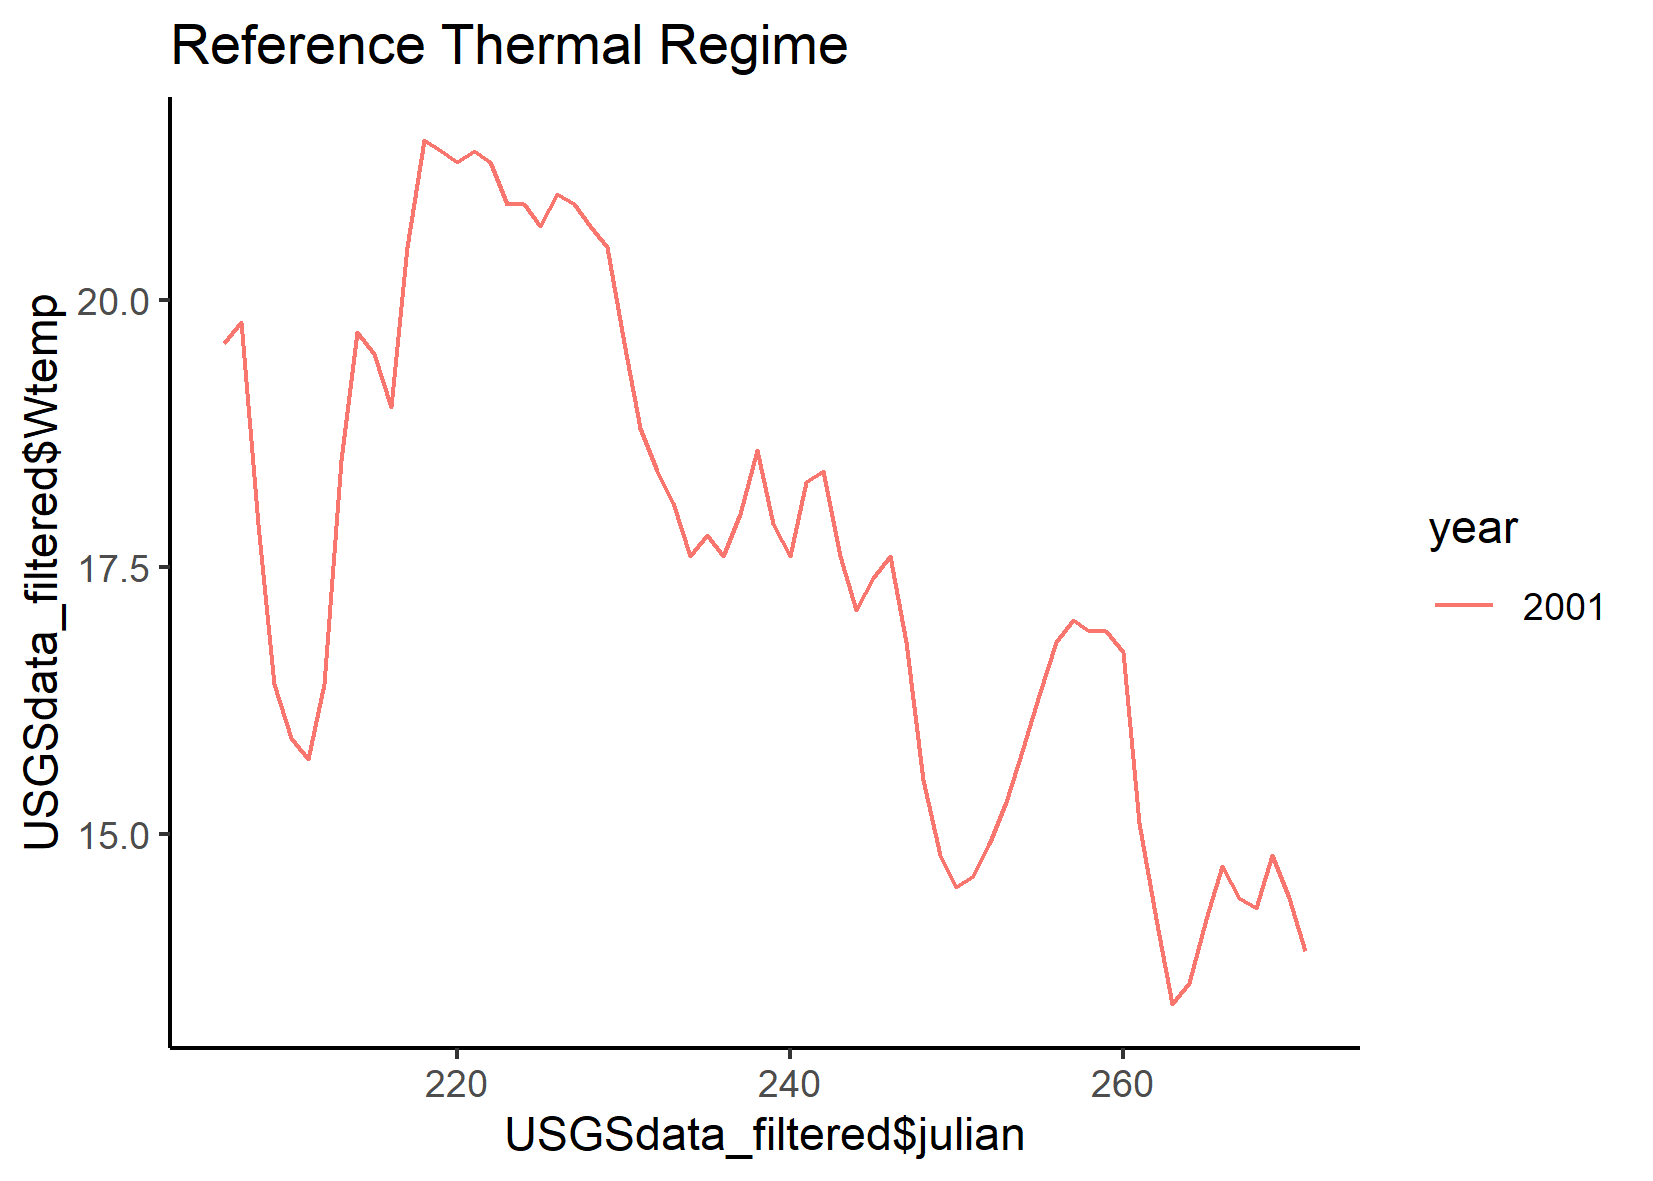 Reference Thermal Regime
USGSdata_filtered$Wtemp
20.0
17.5
15.0
220
240
260
USGSdata_filtered$julian
year
2001